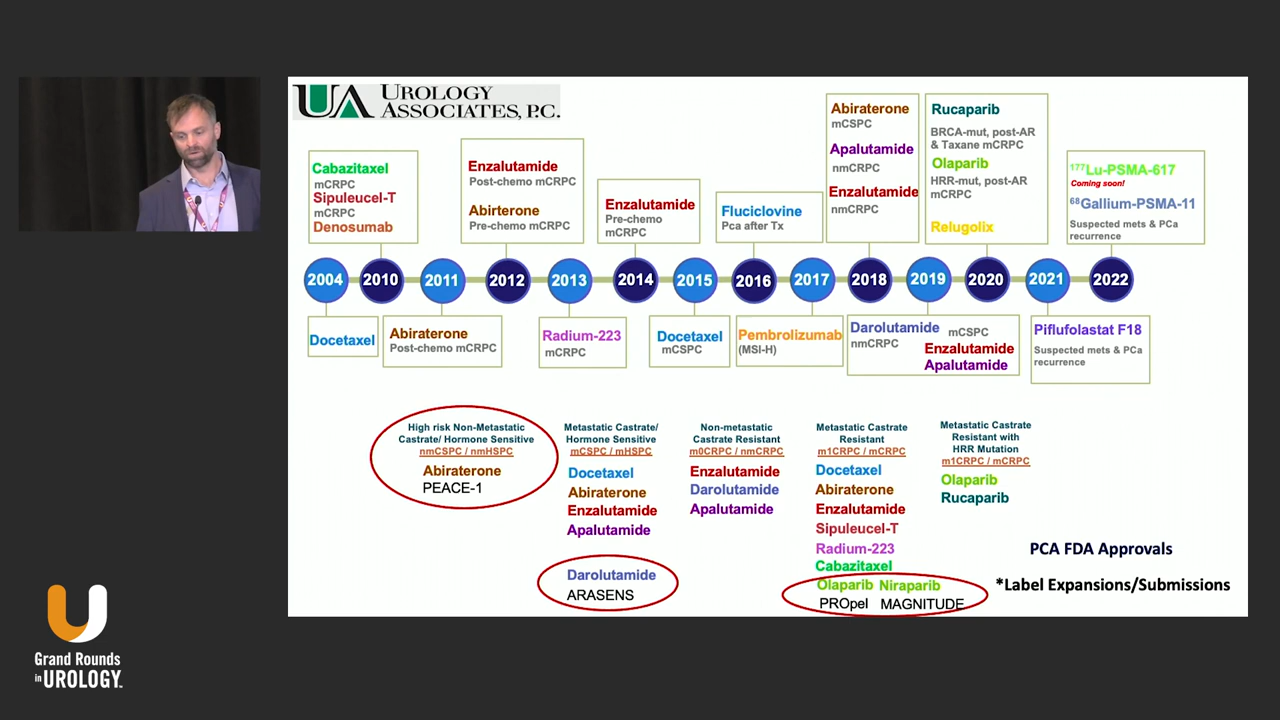 UA UROLOGY
ASSOCIATES, P.C.
Cabazitaxel
mCRPC
Sipuleucel-T
mCRPC
Denosumab
Enzalutamide
Post-chemo mCRPC
Abirterone
Pre-chemo mCRPC
Enzalutamide
Pre-chemo
mCRPC
Fluciclovine
Pca after Tx
Abiraterone
mCSPC
Apalutamide
nmCRPC
Enzalutamide
nmCRPC
Rucaparib
BRCA-mut, post-AR
& Taxane mCRPC
Olaparib
HRR-mut, post-AR
mCRPC
Relugolix
177Lu-PSMA-617
Coming soon!
68Gallium-PSMA-11
Suspected mets & PCa
recurrence
2004 2010 2011 2012 2013 2014 2015 2016 2017 2018 2019 2020 2021 2022
Docetaxel
Abiraterone
Post-chemo mCRPC
Radium-223
mCRPC
Docetaxel
mCSPC
Pembrolizumab
(MSI-H)
Darolutamide mCSPC
nmCRPC
Enzalutamide
Apalutamide
Piflufolastat F18
Suspected mets & PCa
recurrence
High risk Non-Metastatic
Castrate/ Hormone Sensitive
nmCSPC / nmHSPC
Abiraterone
PEACE-1
Metastatic Castrate/
Hormone Sensitive
mCSPC / mHSPC
Docetaxel
Abiraterone
Enzalutamide
Apalutamide
Darolutamide
ARASENS
Non-metastatic
Castrate Resistant
m0CRPC / nmCRPC
Enzalutamide
Darolutamide
Apalutamide
Metastatic Castrate
Resistant
m1CRPC / mCRPC
Docetaxel
Abiraterone
Enzalutamide
Sipuleucel-T
Radium-223
Cabazitaxel
Olaparib Niraparib
PROpel MAGNITUDE
Metastatic Castrate
Resistant with
HRR Mutation
m1CRPC / mCRPC
Olaparib
Rucaparib
PCA FDA Approvals
*Label Expansions/Submissions
Grand Rounds
in UROLOGY™